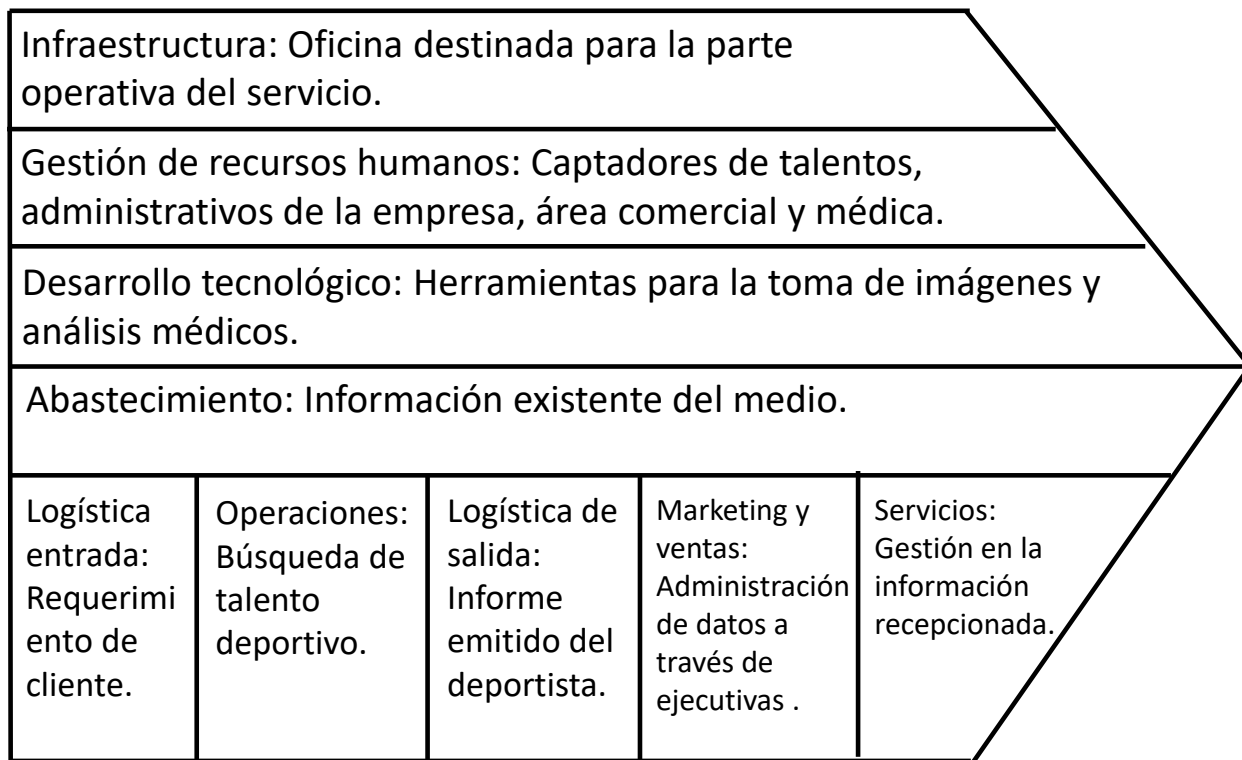 Infraestructura: Oficina destinada para la parte
operativa del servicio.
Gestión de recursos humanos: Captadores de talentos,
administrativos de la empresa, área comercial y médica.
Desarrollo tecnológico: Herramientas para la toma de imágenes y
análisis médicos.
Abastecimiento: Información existente del medio.
Logística
entrada:
Requerimi
ento de
cliente.
Operaciones:
Búsqueda de
talento
deportivo.
Logística de
salida:
Informe
emitido del
deportista.
Marketing y
ventas:
Administración
de datos a
través de
ejecutivas .
Servicios:
Gestión en la
información
recepcionada.